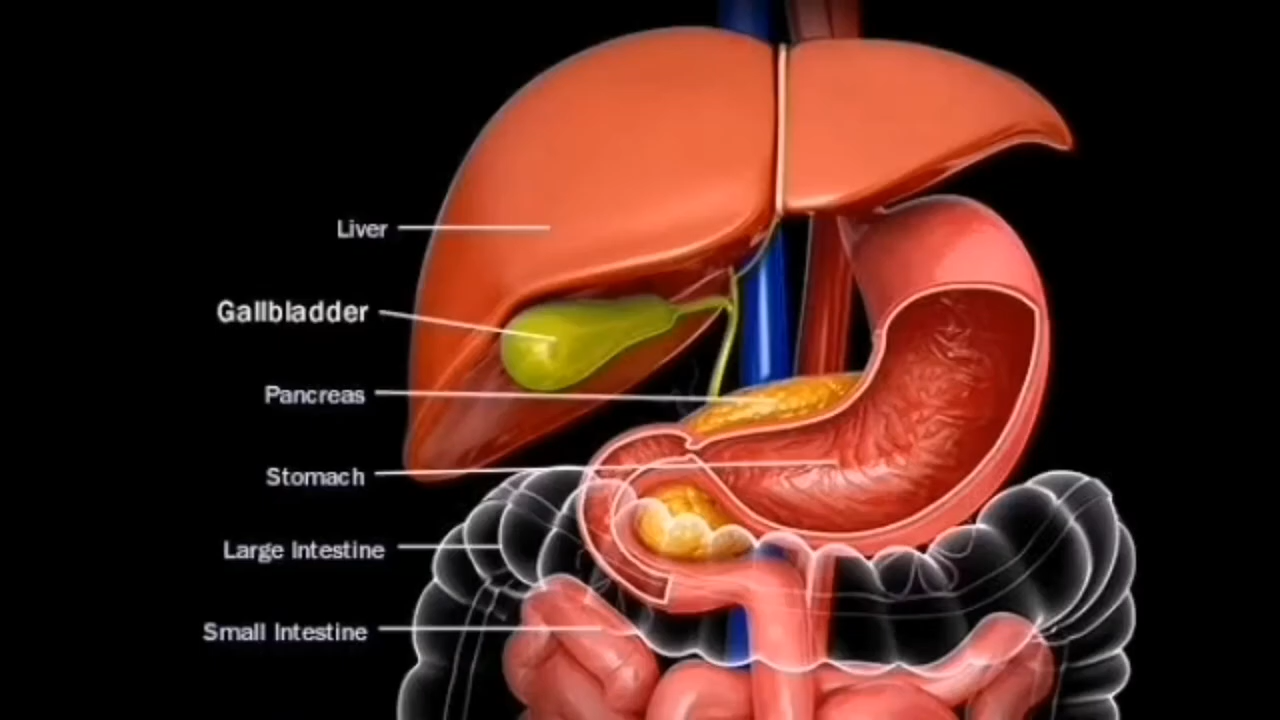 Liver
Gallbladder
Pancreas
Stomach
Large Intestine
Small Intestine